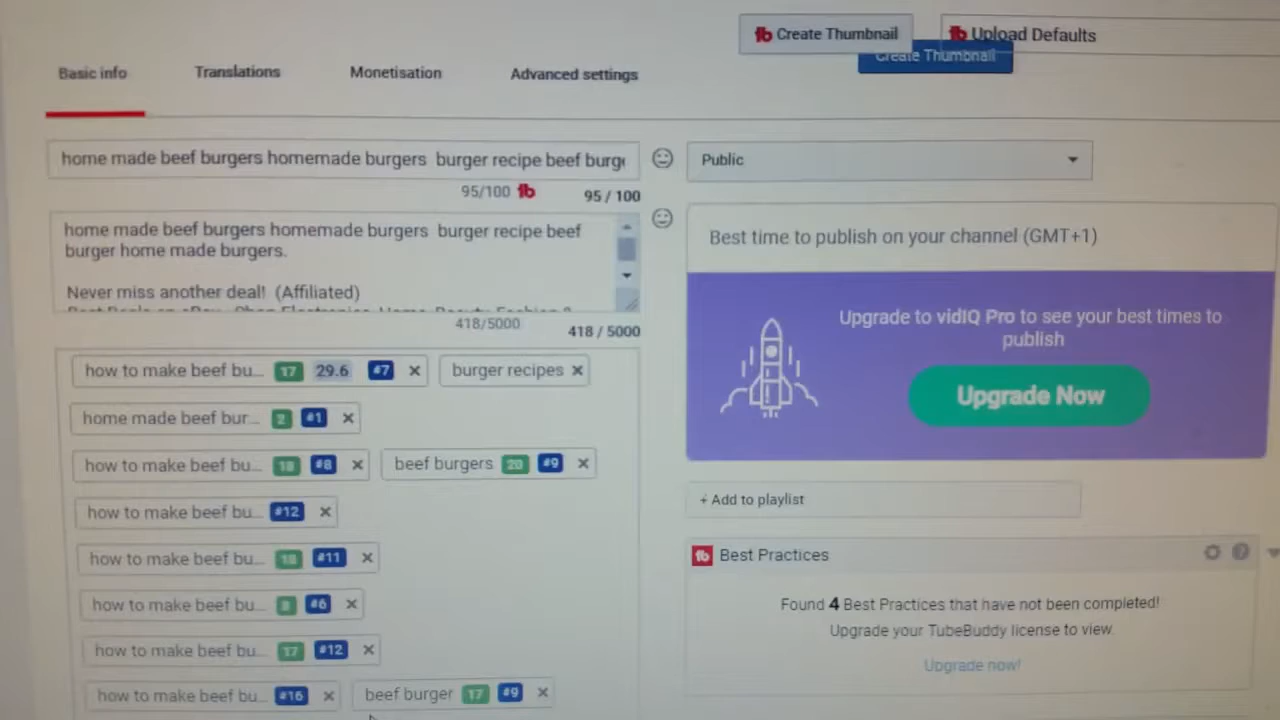 Create Thumbnail
Upload Defaults
Create Thumbnail
Basic info
Translations
Monetisation
Advanced settings
home made beef burgers homemade burgers burger recipe beef burge
95/100
95 / 100
Public
home made beef burgers homemade burgers burger recipe beef
burger home made burgers.
Never miss another deal! (Affiliated)
418/5000
418 / 5000
Best time to publish on your channel (GMT+1)
Upgrade to vidIQ Pro to see your best times to
publish
Upgrade Now
how to make beef bu... 17 29.6 #7 ×
burger recipes ×
home made beef bur... 2 #1 ×
how to make beef bu... 18 #8 ×
beef burgers 20 #9 ×
how to make beef bu... #12 ×
how to make beef bu... 18 #11 ×
how to make beef bu... #6 ×
how to make beef bu... 17 #12 ×
how to make beef bu... #16 ×
beef burger 17 #9 ×
+ Add to playlist
Best Practices
Found 4 Best Practices that have not been completed!
Upgrade your TubeBuddy license to view.
Upgrade now!